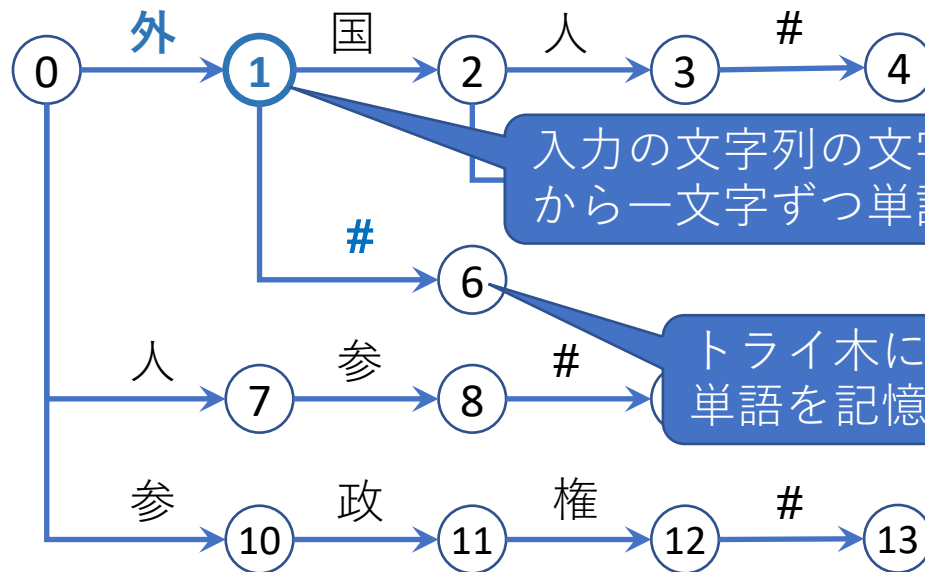 外 国 人 #
0 1 2 3 4
入力の文字列の文
から一文字ずつ単
#
6
トライ木に
単語を記憶
人 参 #
7 8
参 政 権 #
10 11 12 13